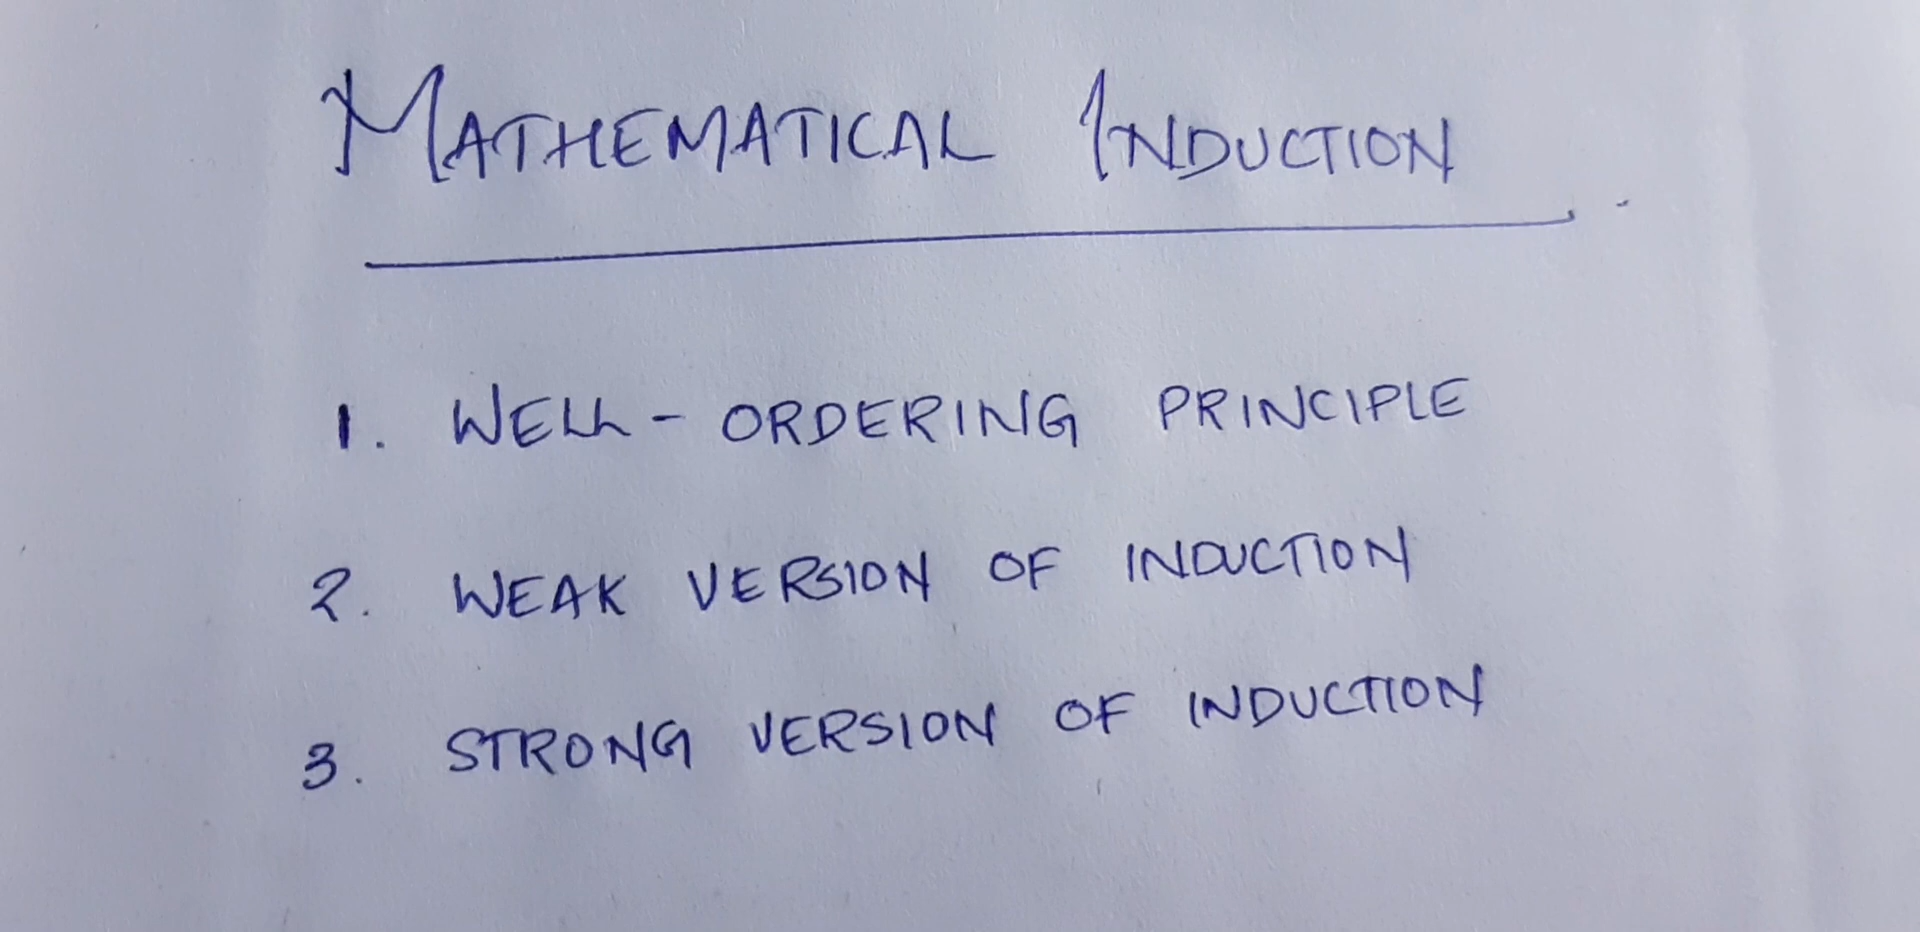 MATHEMATICAL INDUCTION
1. WELL-ORDERING PRINCIPLE
2. WEAK VERSION OF INDUCTION
3. STRONG VERSION OF INDUCTION